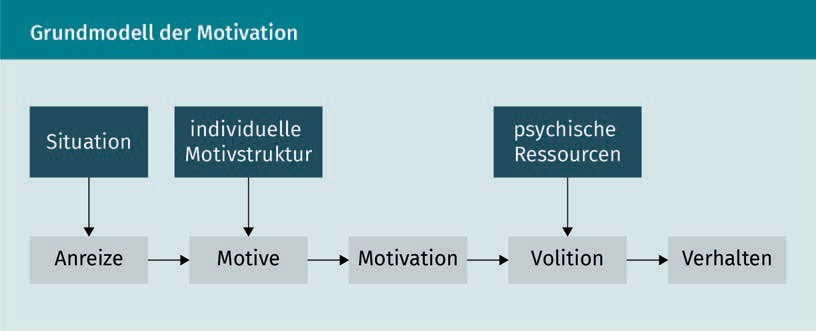 Grundmodell der Motivation
Situation
individuelle
Motivstruktur
psychische
Ressourcen
Anreize
Motive
Motivation
Volition
Verhalten